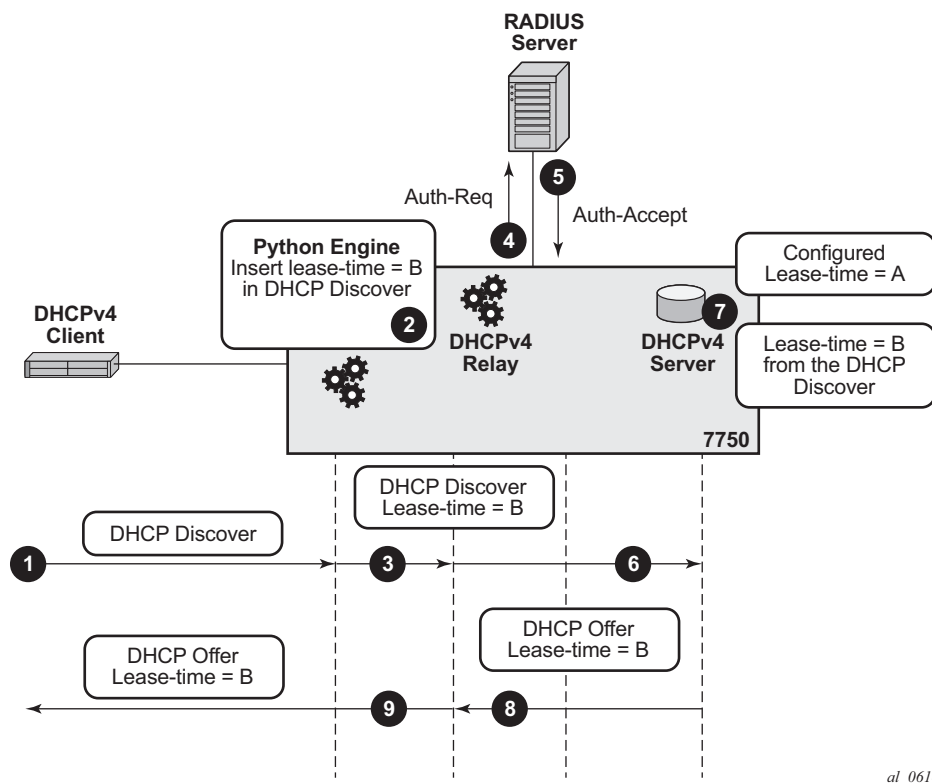 RADIUS
Server
5
Auth-Req
Auth-Accept
4
Python Engine
Insert lease-time = B
in DHCP Discover
2
Configured
Lease-time = A
DHCPv4
Client
DHCPv4
Relay
7
DHCPv4
Server
Lease-time = B
from the DHCP
Discover
7750
DHCP Discover
Lease-time = B
DHCP Discover
1
3
6
DHCP Offer
Lease-time = B
DHCP Offer
Lease-time = B
9
8
al_061